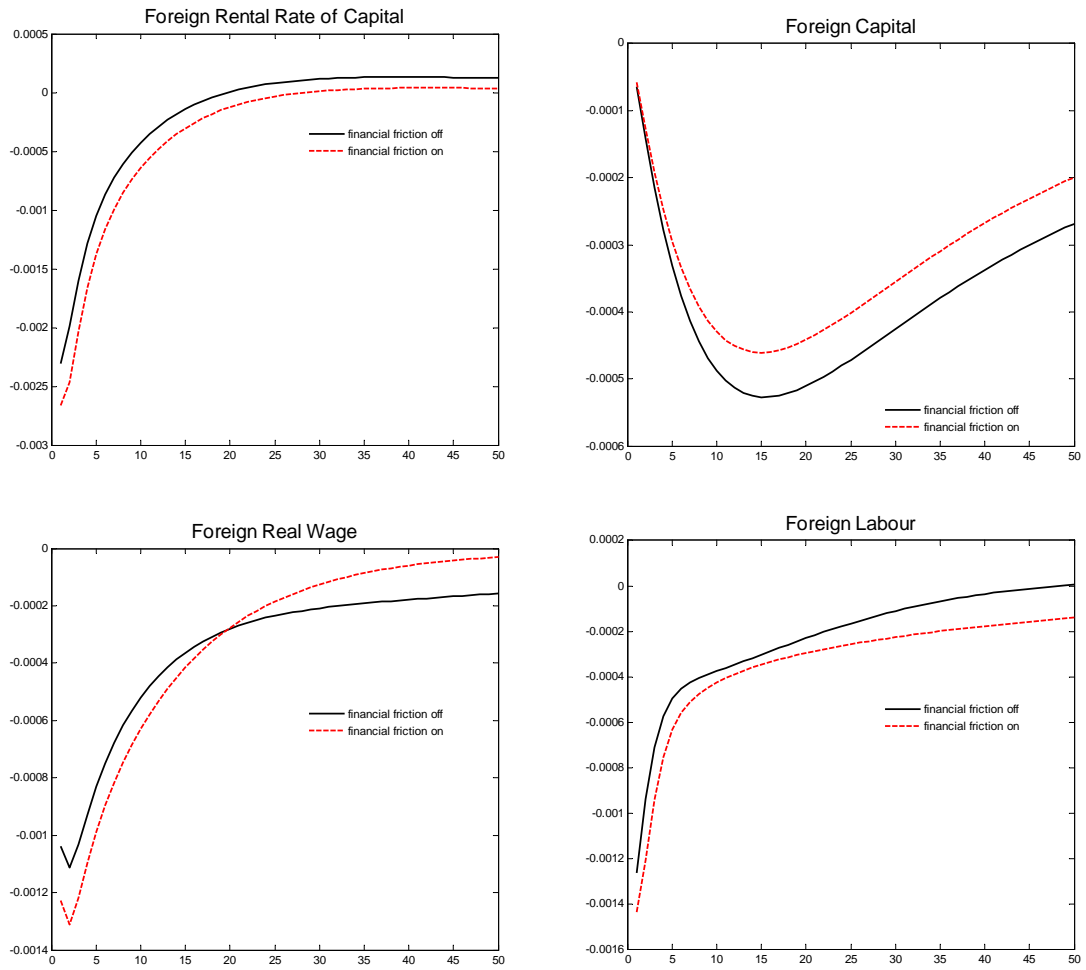 Foreign Rental Rate of Capital
0.0005
0
-0.0005
-0.001
-0.0015
-0.002
-0.0025
-0.003
financial friction off
financial friction on
0 5 10 15 20 25 30 35 40 45 50
Foreign Capital
0
-0.0001
-0.0002
-0.0003
-0.0004
-0.0005
-0.0006
financial friction off
financial friction on
0 5 10 15 20 25 30 35 40 45 50
Foreign Real Wage
0
-0.0002
-0.0004
-0.0006
-0.0008
-0.001
-0.0012
-0.0014
financial friction off
financial friction on
0 5 10 15 20 25 30 35 40 45 50
Foreign Labour
0.0002
0
-0.0002
-0.0004
-0.0006
-0.0008
-0.001
-0.0012
-0.0014
-0.0016
financial friction off
financial friction on
0 5 10 15 20 25 30 35 40 45 50